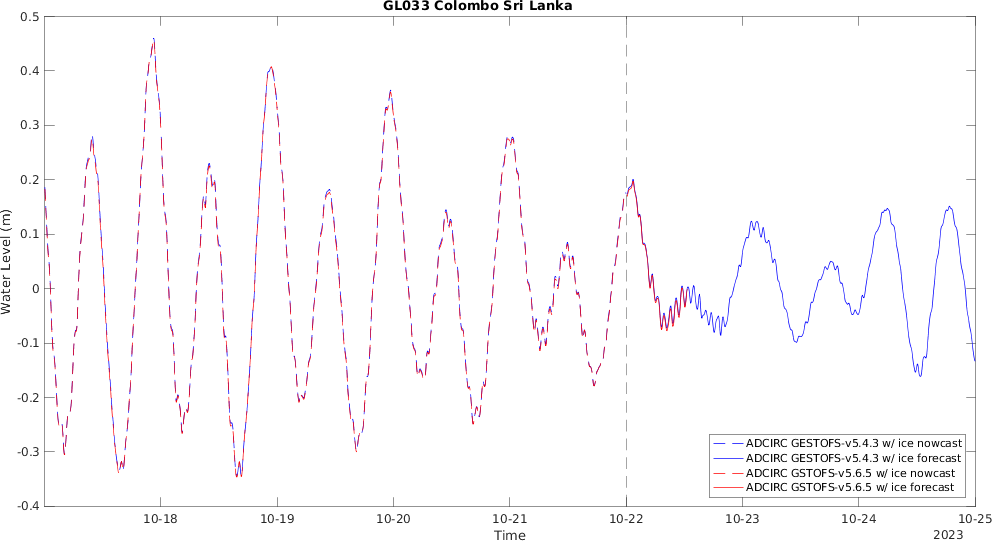 GL033 Colombo Sri Lanka
0.5
0.4
0.3
0.2
0.1
0
-0.1
-0.2
-0.3
-0.4
Water Level (m)
ADCIRC GESTOFS-v5.4.3 w/ ice nowcast
ADCIRC GESTOFS-v5.4.3 w/ ice forecast
ADCIRC GSTOFS-v5.6.5 w/ ice nowcast
ADCIRC GSTOFS-v5.6.5 w/ ice forecast
10-18 10-19 10-20 10-21 10-22 10-23 10-24 10-25
Time
2023